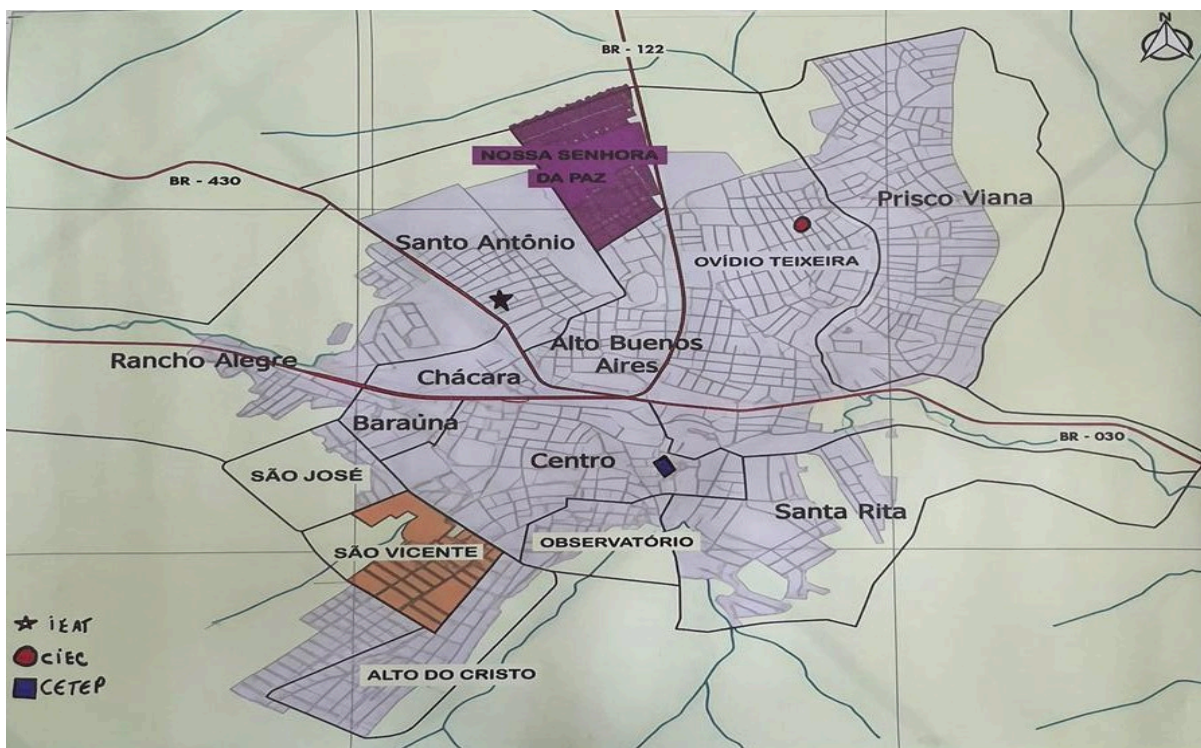 N
BR - 122
NOSSA SENHORA
DA PAZ
BR - 430
Prisco Viana
Santo Antônio
OVÍDIO TEIXEIRA
Alto Buenos
Aires
Rancho Alegre
Chácara
Baraúna
BR - 030
Centro
SÃO JOSÉ
Santa Rita
OBSERVATÓRIO
SÃO VICENTE
ALTO DO CRISTO
iEAT
CiEC
CETEP